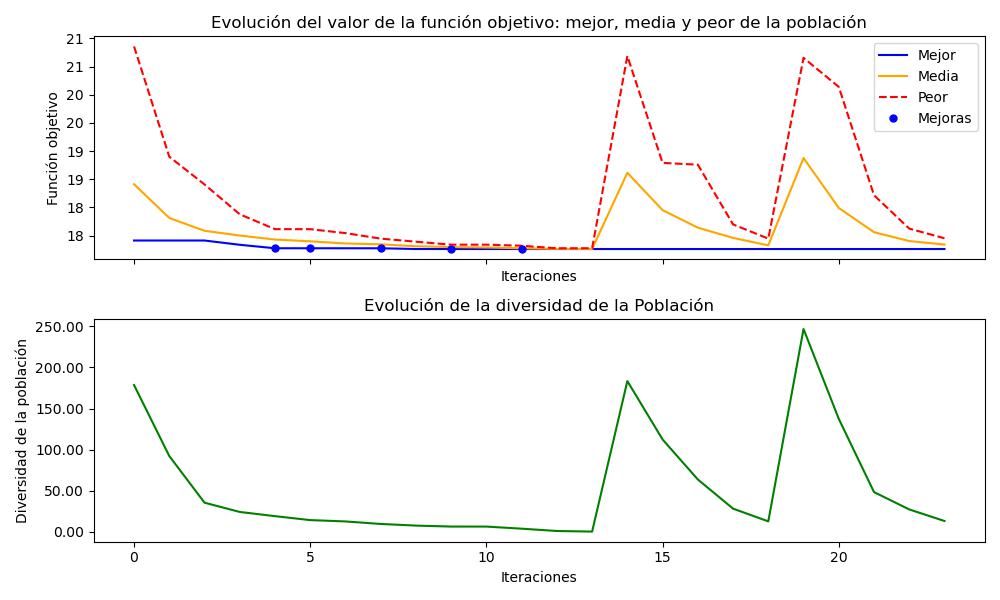 Evolución del valor de la función objetivo: mejor, media y peor de la población
21
21
20
20
19
19
18
18
Función objetivo
Mejor
Media
Peor
Mejoras
Iteraciones
Evolución de la diversidad de la Población
250.00
200.00
150.00
100.00
50.00
0.00
Diversidad de la población
0 5 10 15 20
Iteraciones